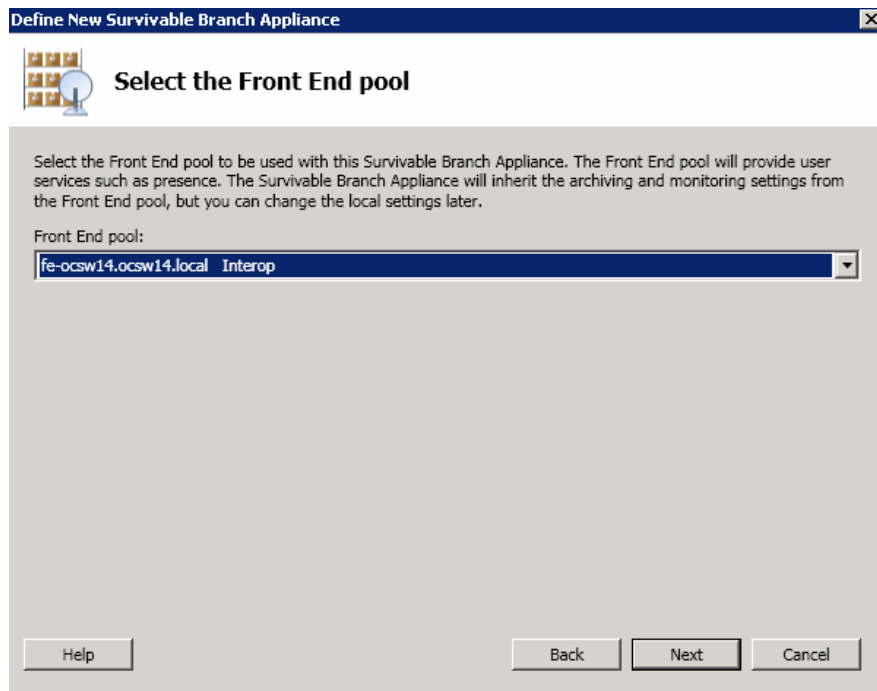 Define New Survivable Branch Appliance
Select the Front End pool
Select the Front End pool to be used with this Survivable Branch Appliance. The Front End pool will provide user
services such as presence. The Survivable Branch Appliance will inherit the archiving and monitoring settings from
the Front End pool, but you can change the local settings later.
Front End pool:
fe-ocsw14.ocsw14.local Interop
Help Back Next Cancel